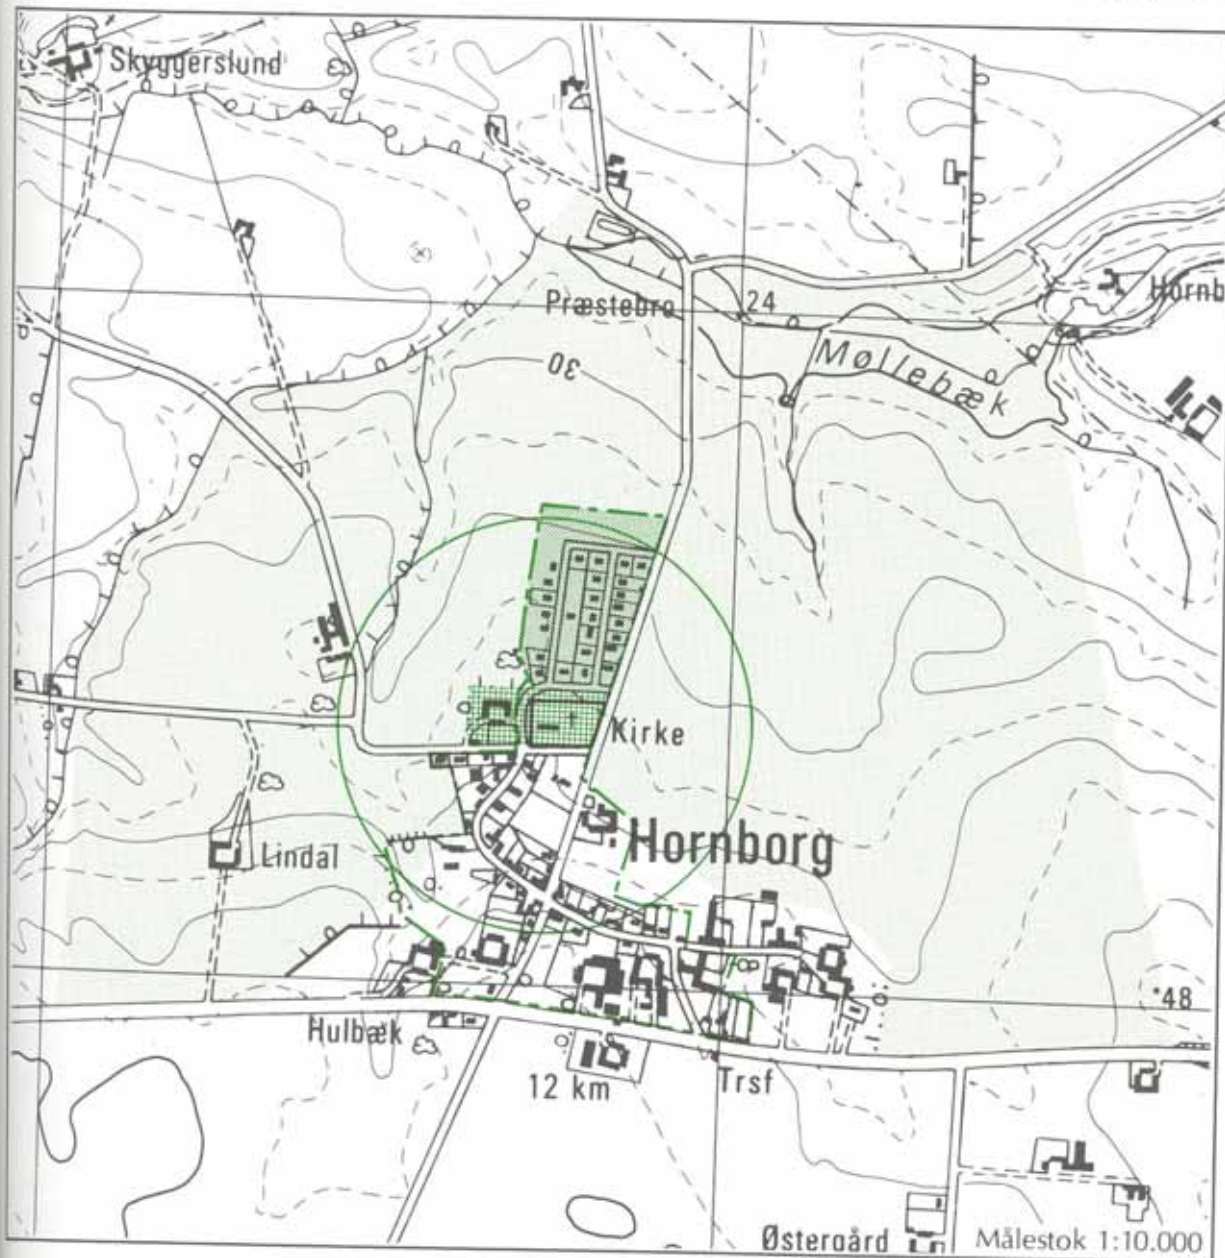 Skyggerslund
Hornb
Præstebro
24
30
Møllebæk
Kirke
Hornborg
Lindal
48
Hulbæk
12 km
Trsf
Østergård
Målestok 1:10.000